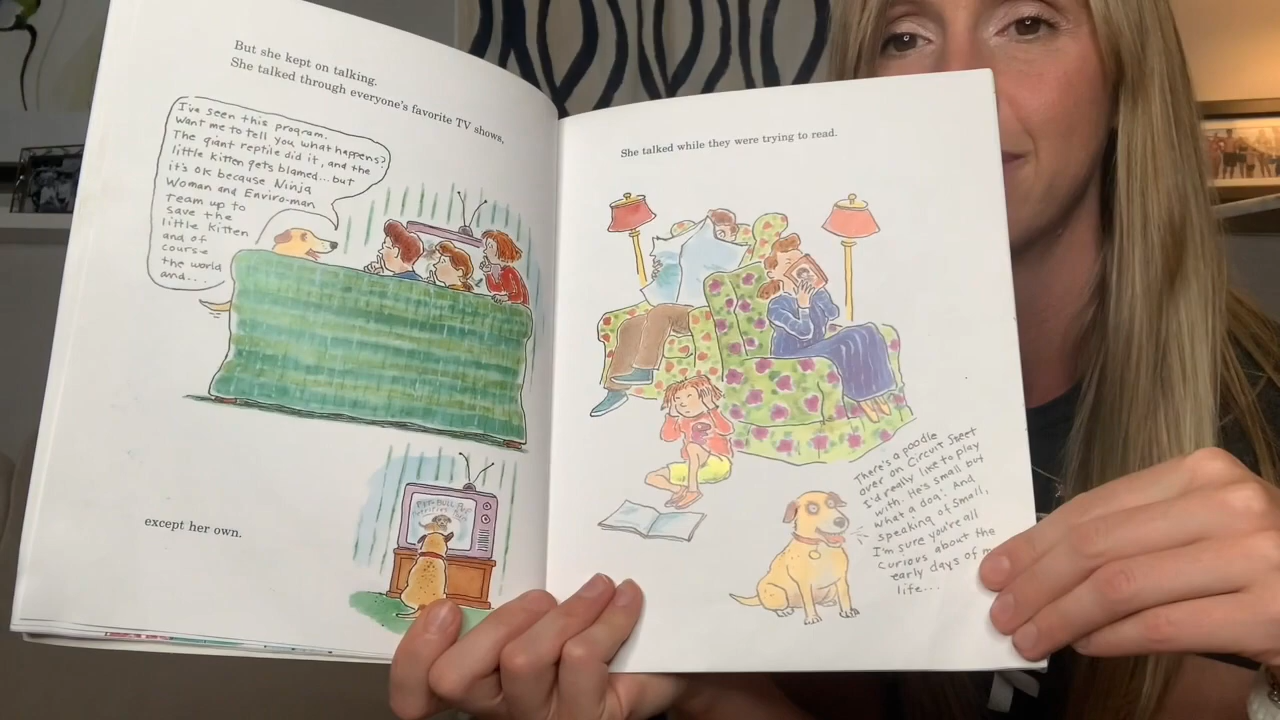 But she kept on talking.
She talked through everyone's favorite TV shows,
I've seen this program.
Want me to tell you what happens?
The giant reptile did it, and the
little kitten gets blamed...but
it's OK because Ninja
Woman and Enviro-man
team up to
save the
little kitten
and of
course
the world
and...
except her own.
She talked while they were trying to read.
There's a poodle
over on Circuit Street
I'd really like to play
with. He's small but
what a dog! And
speaking of small,
I'm sure you're all
curious about the
early days of
life...